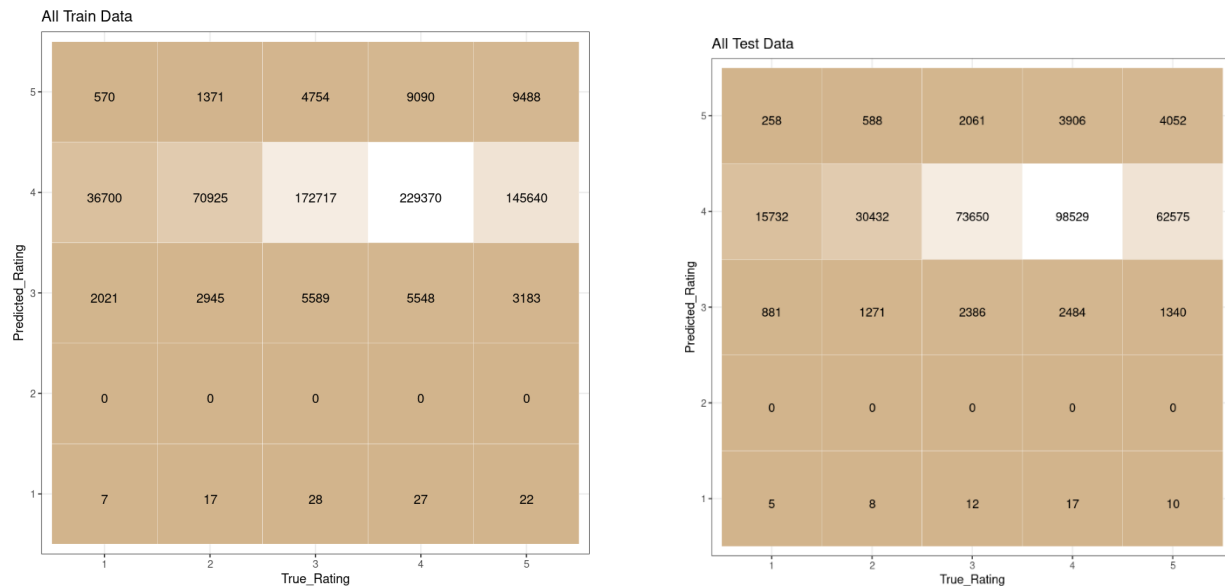 All Train Data
5 570 1371 4754 9090 9488
4 36700 70925 172717 229370 145640
3 2021 2945 5589 5548 3183
2 0 0 0 0 0
1 7 17 28 27 22
1 2 3 4 5
True_Rating
Predicted_Rating
All Test Data
5 258 588 2061 3906 4052
4 15732 30432 73650 98529 62575
3 881 1271 2386 2484 1340
2 0 0 0 0 0
1 5 8 12 17 10
1 2 3 4 5
True_Rating
Predicted_Rating